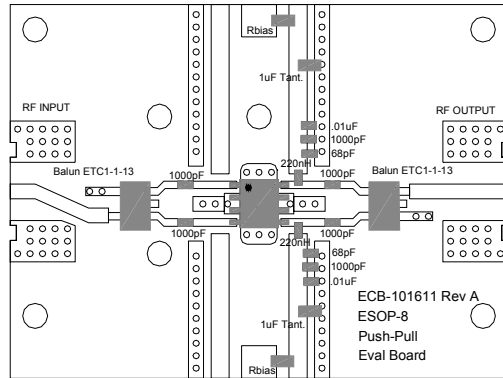 Rbias
1uF Tant.
RF INPUT
RF OUTPUT
.01uF
1000pF
68pF
220nH
Balun ETC1-1-13
1000pF
1000pF
Balun ETC1-1-13
1000pF
1000pF
220nH
68pF
1000pF
.01uF
1uF Tant.
Rbias
ECB-101611 Rev A
ESOP-8
Push-Pull
Eval Board